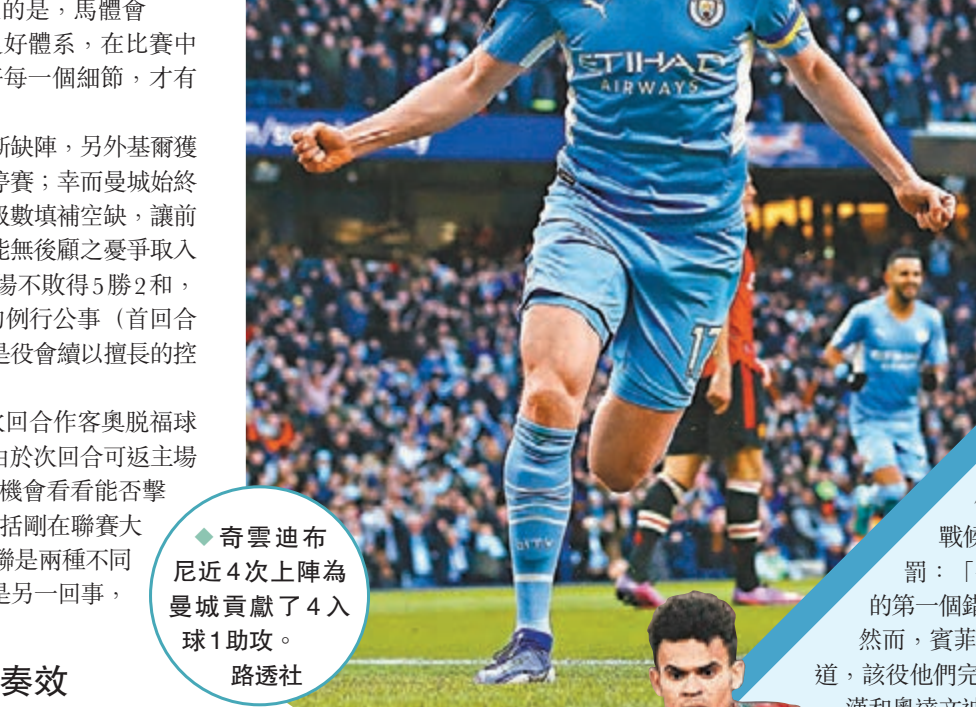 的是，馬體會
好體系，在比賽中
每一個細節，才有
缺陣，另外基爾獲
停賽；幸而曼城始終
級數填補空缺，讓前
能無後顧之憂爭取入
場不敗得5勝2和，
例行公事（首回合
是役會續以擅長的控
回合作客奧脫福球
由於次回合可返主場
機會看看能否擊
括剛在聯賽大
聯是兩種不同
是另一回事，
奏效
◆奇雲迪布
尼近4次上陣為
曼城貢獻了4入
球1助攻。
路透社
ETIHAD
AIRWAYS
17
戰
罰：「
的第一個錯
然而，賓菲
道，該役他們完